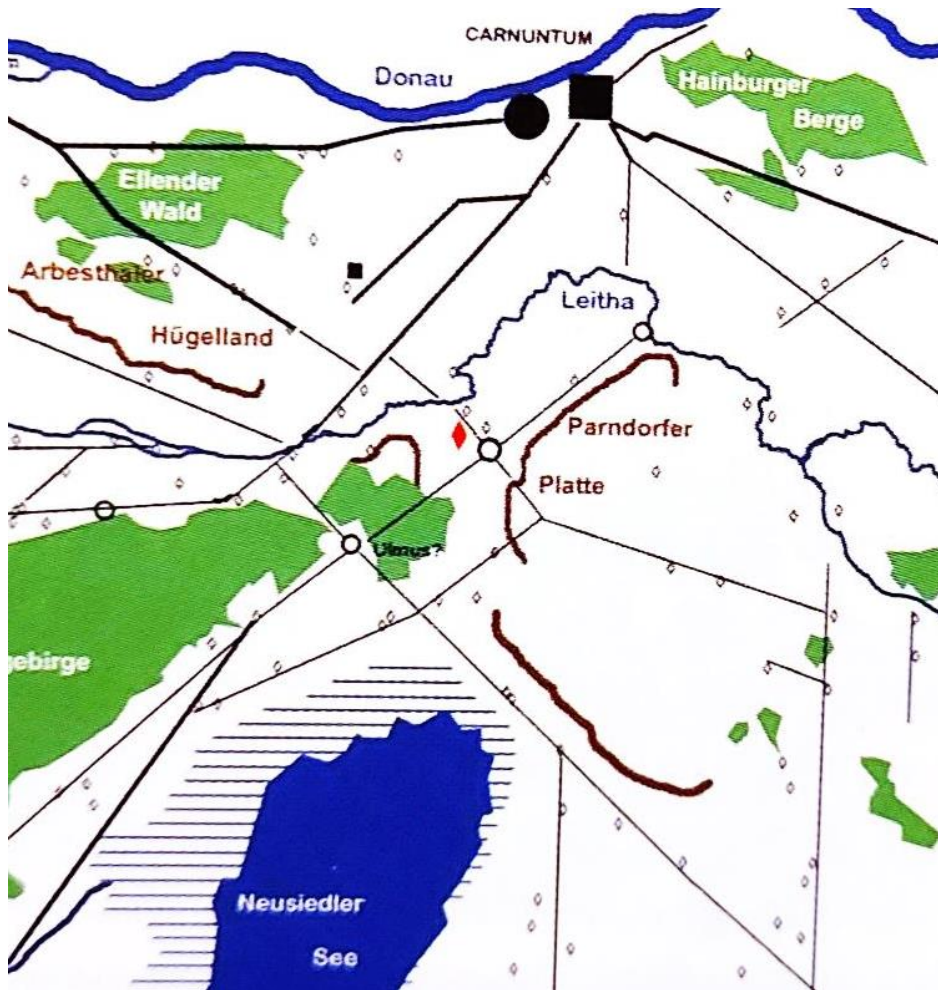 CARNUNTUM
Donau
Hainburger
Berge
Ellender
Wald
Arbesthaler
Hügelland
Leitha
Parndorfer
Platte
Ulmus?
gebirge
Neusiedler
See